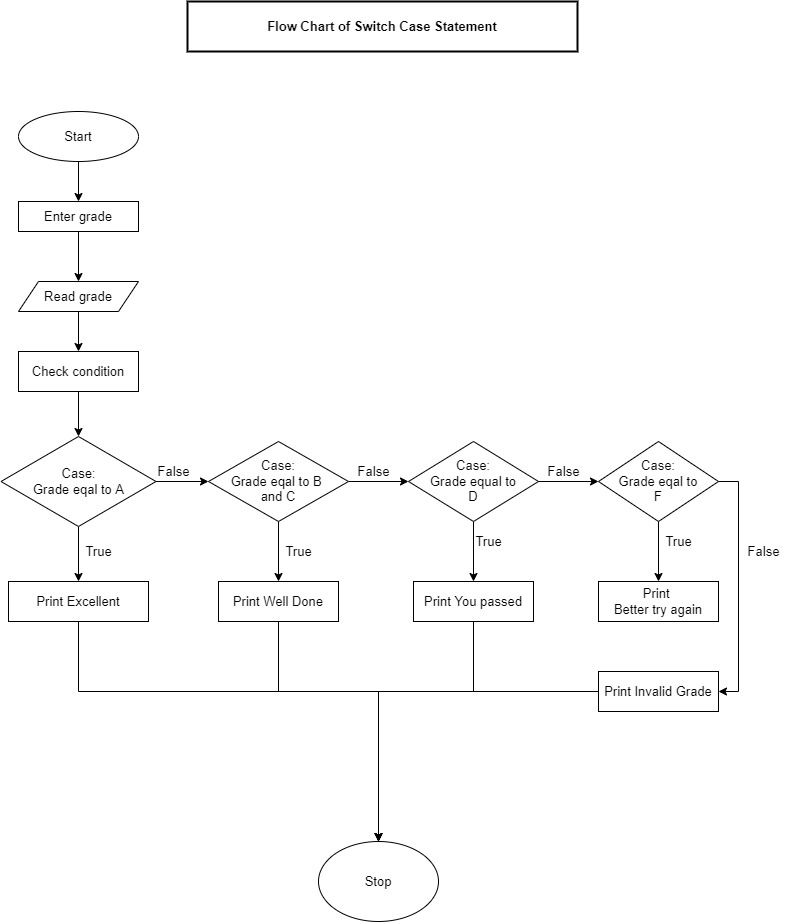 Flow Chart of Switch Case Statement
Start
Enter grade
Read grade
Check condition
Case:
Grade eqal to A
False
Case:
Grade eqal to B
and C
False
Case:
Grade equal to
D
False
Case:
Grade eqal to
F
True
True
True
True
False
Print Excellent
Print Well Done
Print You passed
Print
Better try again
Print Invalid Grade
Stop